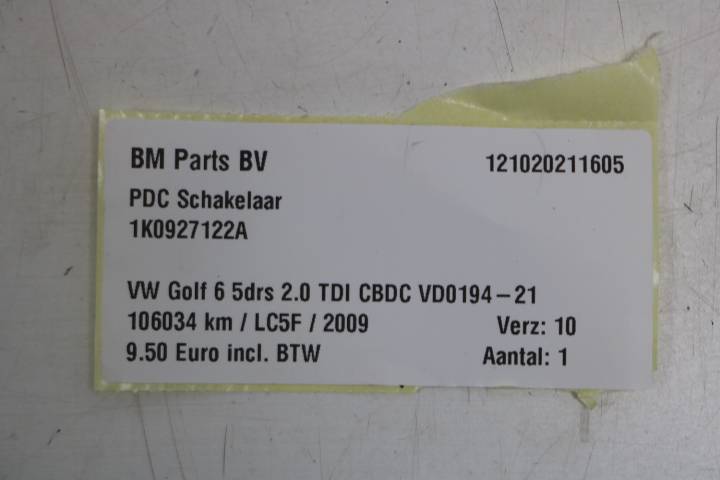 BM Parts BV 121020211605
PDC Schakelaar
1K0927122A
VW Golf 6 5drs 2.0 TDI CBDC VD0194-21
106034 km / LC5F / 2009 Verz: 10
9.50 Euro incl. BTW Aantal: 1